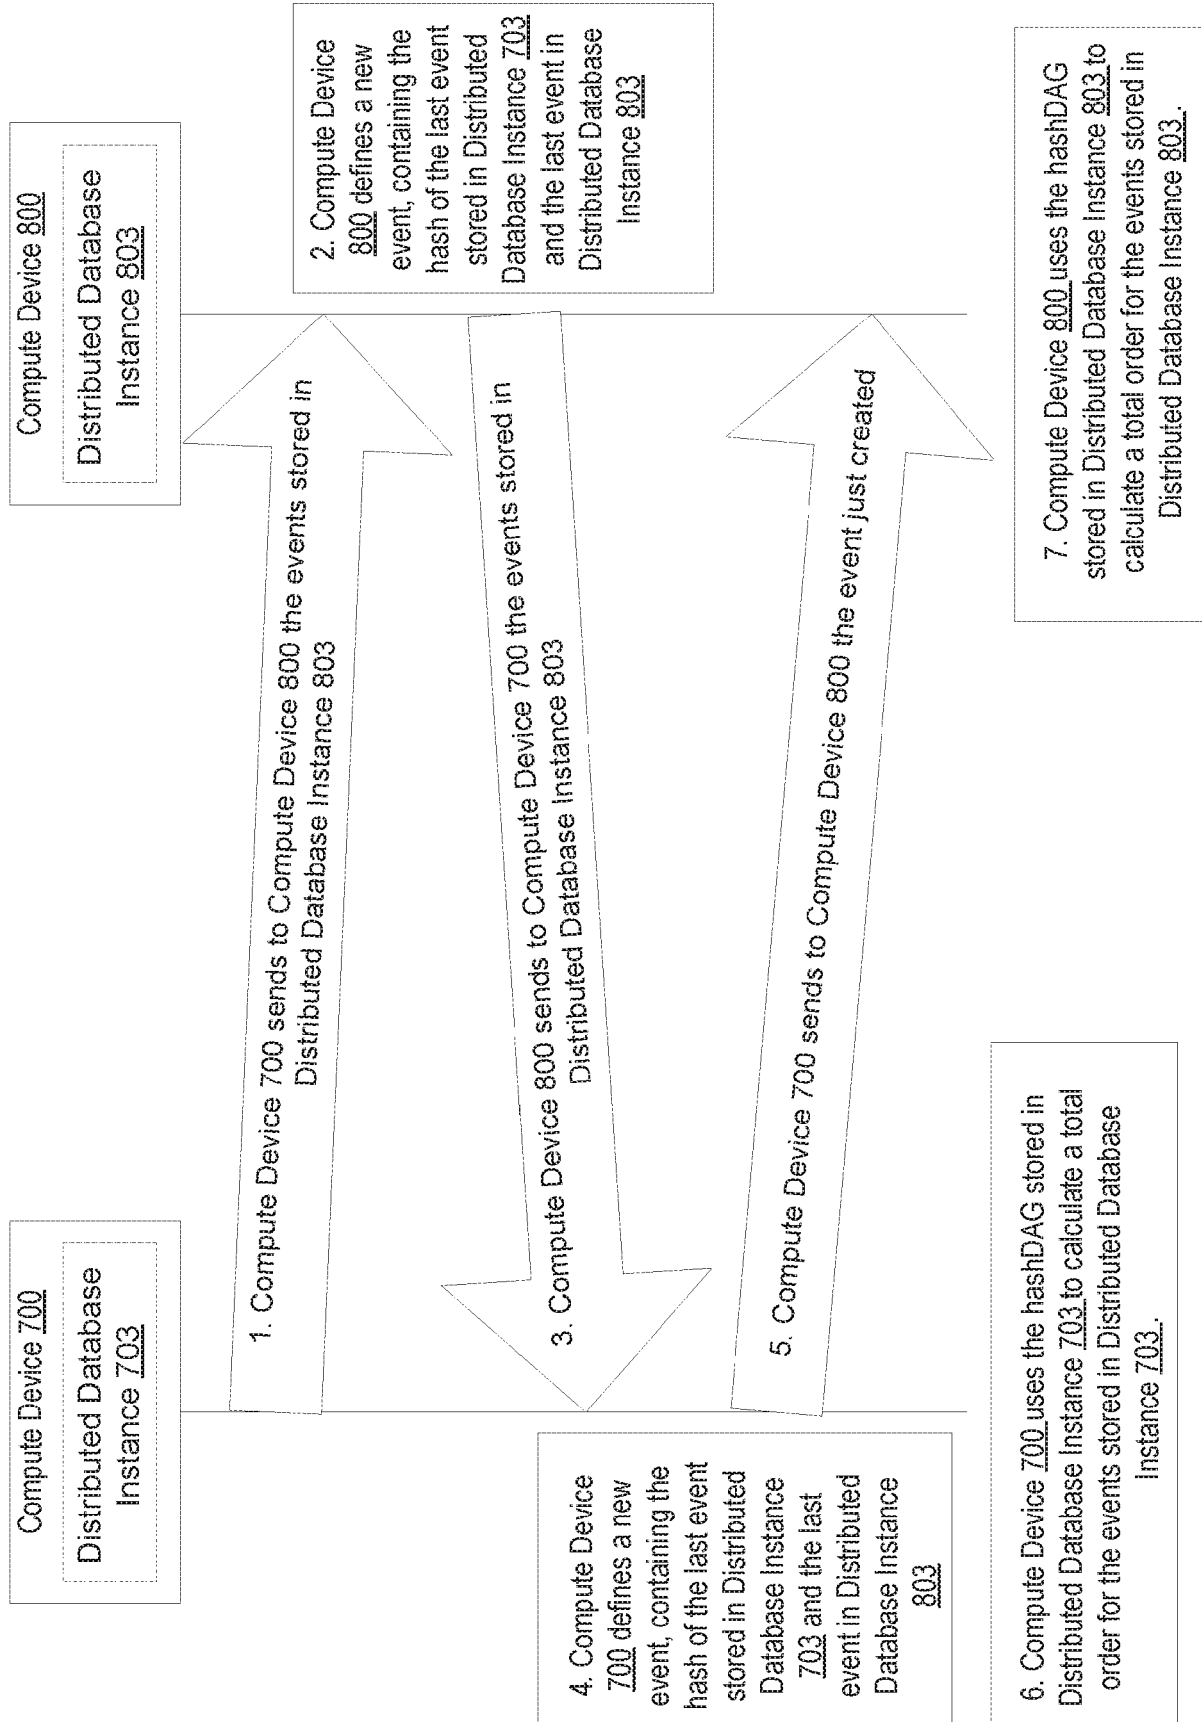 Compute Device 700
Distributed Database
Instance 703
Compute Device 800
Distributed Database
Instance 803
1. Compute Device 700 sends to Compute Device 800 the events stored in
Distributed Database Instance 803
2. Compute Device
800 defines a new
event, containing the
hash of the last event
stored in Distributed
Database Instance 703
and the last event in
Distributed Database
Instance 803
3. Compute Device 800 sends to Compute Device 700 the events stored in
Distributed Database Instance 803
4. Compute Device
700 defines a new
event, containing the
hash of the last event
stored in Distributed
Database Instance
703 and the last
event in Distributed
Database Instance
803
5. Compute Device 700 sends to Compute Device 800 the event just created
6. Compute Device 700 uses the hashDAG stored in
Distributed Database Instance 703 to calculate a total
order for the events stored in Distributed Database
Instance 703 .
7. Compute Device 800 uses the hashDAG
stored in Distributed Database Instance 803 to
calculate a total order for the events stored in
Distributed Database Instance 803 .